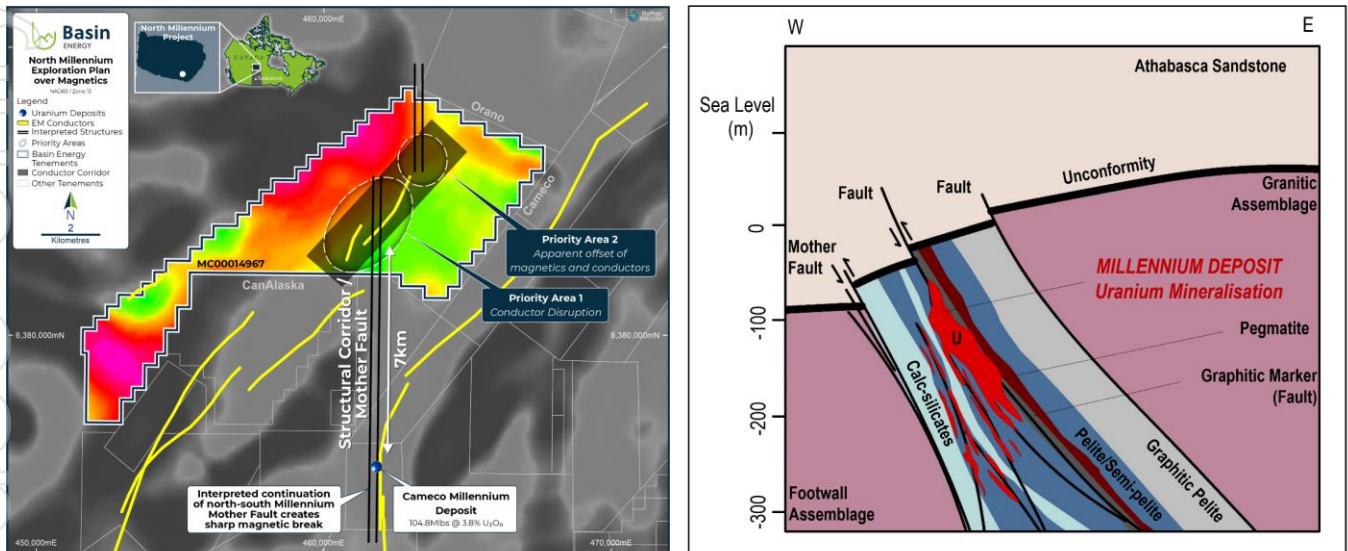 Basin
ENERGY
North Millennium
Exploration Plan
over Magnetics
NAD83 / Zone 13
Legend
Uranium Deposits
EM Conductors
Interpreted Structures
Priority Areas
Basin Energy
Tenements
Conductor Corridor
Other Tenements
N
2
Kilometres
North Millennium
Project
CANADA
Saskatchewan
460,000mE
Orano
Cameco
MC00014967
CanAlaska
6,380,000mN
6,380,000mN
Priority Area 2
Apparent offset of
magnetics and conductors
Priority Area 1
Conductor Disruption
Structural Corridor /
Mother Fault
7km
Interpreted continuation
of north-south Millennium
Mother Fault creates
sharp magnetic break
Cameco Millennium
Deposit
104.8Mlbs @ 3.8% U₃O₈
450,000mE
460,000mE
470,000mE
W
E
Athabasca Sandstone
Sea Level
(m)
Unconformity
Granitic
Assemblage
Fault
Fault
0
Mother
Fault
MILLENNIUM DEPOSIT
Uranium Mineralisation
-100
U
Pegmatite
Graphitic Marker
(Fault)
Calc-silicates
-200
Pelite/Semi-pelite
Graphitic Pelite
Footwall
Assemblage
-300